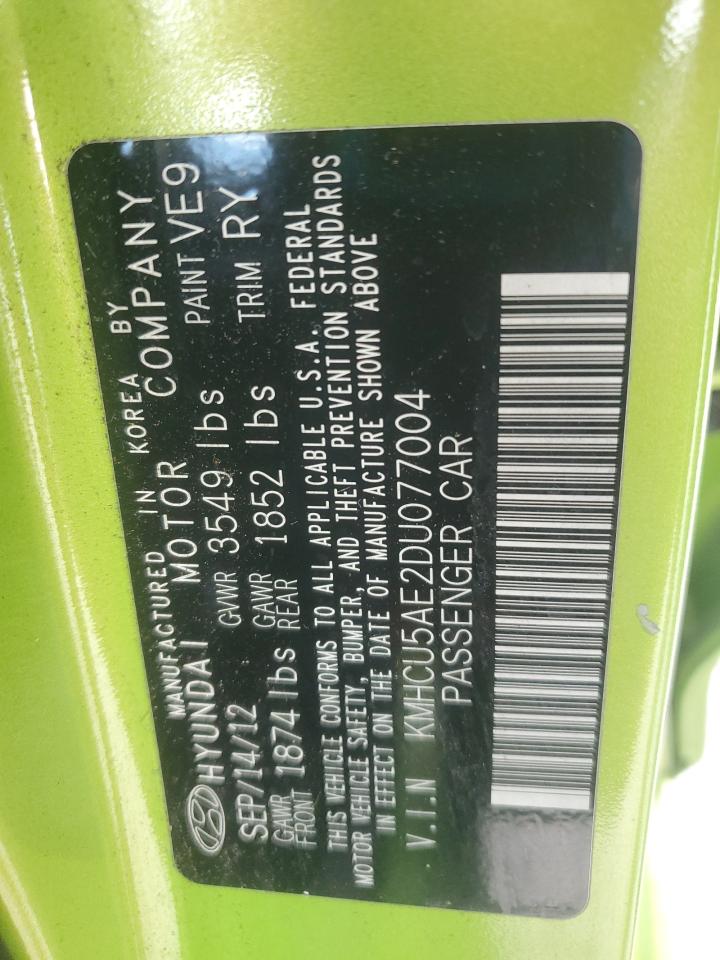 MANUFACTURED IN KOREA BY
HYUNDAI MOTOR COMPANY
SEP/14/12 GVWR 3549 lbs PAINT VE9
GAWR FRONT 1874 lbs GAWR REAR 1852 lbs TRIM RY
THIS VEHICLE CONFORMS TO ALL APPLICABLE U.S.A. FEDERAL
MOTOR VEHICLE SAFETY, BUMPER, AND THEFT PREVENTION STANDARDS
IN EFFECT ON THE DATE OF MANUFACTURE SHOWN ABOVE
V.I.N KMHCU5AE2DU077004
PASSENGER CAR